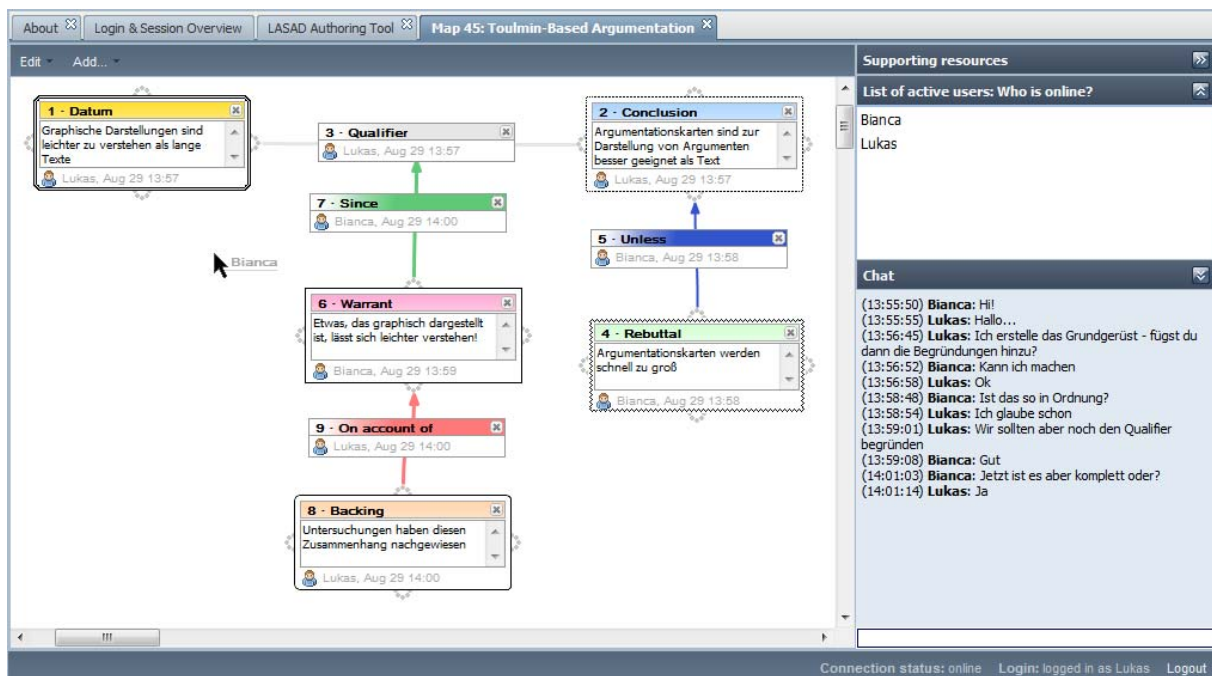 About
Login & Session Overview
LASAD Authoring Tool
Map 45: Toulmin-Based Argumentation
Edit
Add...
1 - Datum
Graphische Darstellungen sind
leichter zu verstehen als lange
Texte
Lukas, Aug 29 13:57
3 - Qualifier
Lukas, Aug 29 13:57
2 - Conclusion
Argumentationskarten sind zur
Darstellung von Argumenten
besser geeignet als Text
Lukas, Aug 29 13:57
7 - Since
Bianca, Aug 29 14:00
5 - Unless
Bianca, Aug 29 13:58
Bianca
6 - Warrant
Etwas, das graphisch dargestellt
ist, lässt sich leichter verstehen!
Bianca, Aug 29 13:59
4 - Rebuttal
Argumentationskarten werden
schnell zu groß
Bianca, Aug 29 13:58
9 - On account of
Lukas, Aug 29 14:00
8 - Backing
Untersuchungen haben diesen
Zusammenhang nachgewiesen
Lukas, Aug 29 14:00
Supporting resources
List of active users: Who is online?
Bianca
Lukas
Chat
(13:55:50) Bianca: Hi!
(13:55:55) Lukas: Hallo...
(13:56:45) Lukas: Ich erstelle das Grundgerüst - fügst du
dann die Begründungen hinzu?
(13:56:52) Bianca: Kann ich machen
(13:56:58) Lukas: Ok
(13:58:48) Bianca: Ist das so in Ordnung?
(13:58:54) Lukas: Ich glaube schon
(13:59:01) Lukas: Wir sollten aber noch den Qualifier
begründen
(13:59:08) Bianca: Gut
(14:01:03) Bianca: Jetzt ist es aber komplett oder?
(14:01:14) Lukas: Ja
Connection status: online Login: logged in as Lukas Logout